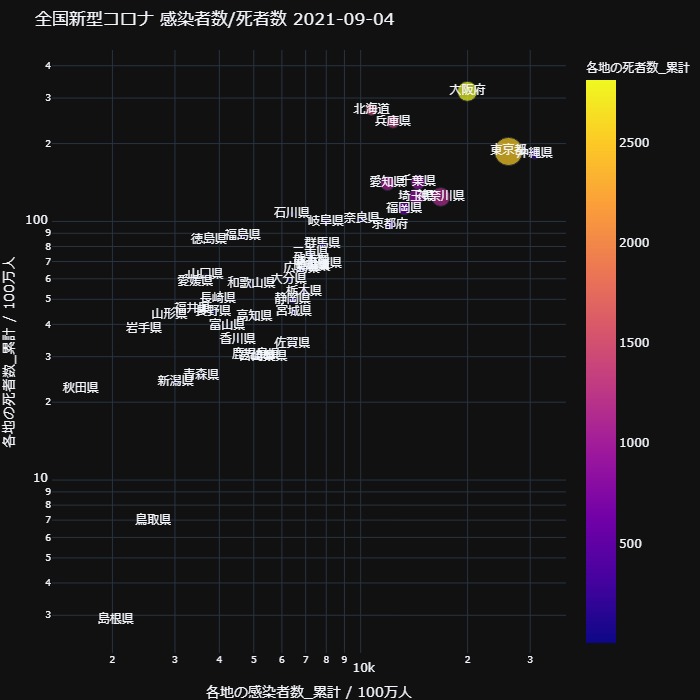 全国新型コロナ 感染者数/死者数 2021-09-04
各地の死者数_累計
4
3
2
100
9
8
7
6
5
4
3
2
10
9
8
7
6
5
4
3
各地の死者数_累計 / 100万人
大阪府
北海道
兵庫県
東京都
沖縄県
愛知県
千葉県
埼玉県
福岡県
石川県
岐阜県
奈良県
京都府
徳島県
福島県
群馬県
山口県
愛媛県
和歌山県
大分県
栃木県
長崎県
静岡県
福井県
長野県
宮城県
山形県
高知県
岩手県
富山県
香川県
佐賀県
青森県
新潟県
秋田県
鳥取県
島根県
2500
2000
1500
1000
500
2
3
4
5
6
7
8
9
10k
2
3
各地の感染者数_累計 / 100万人